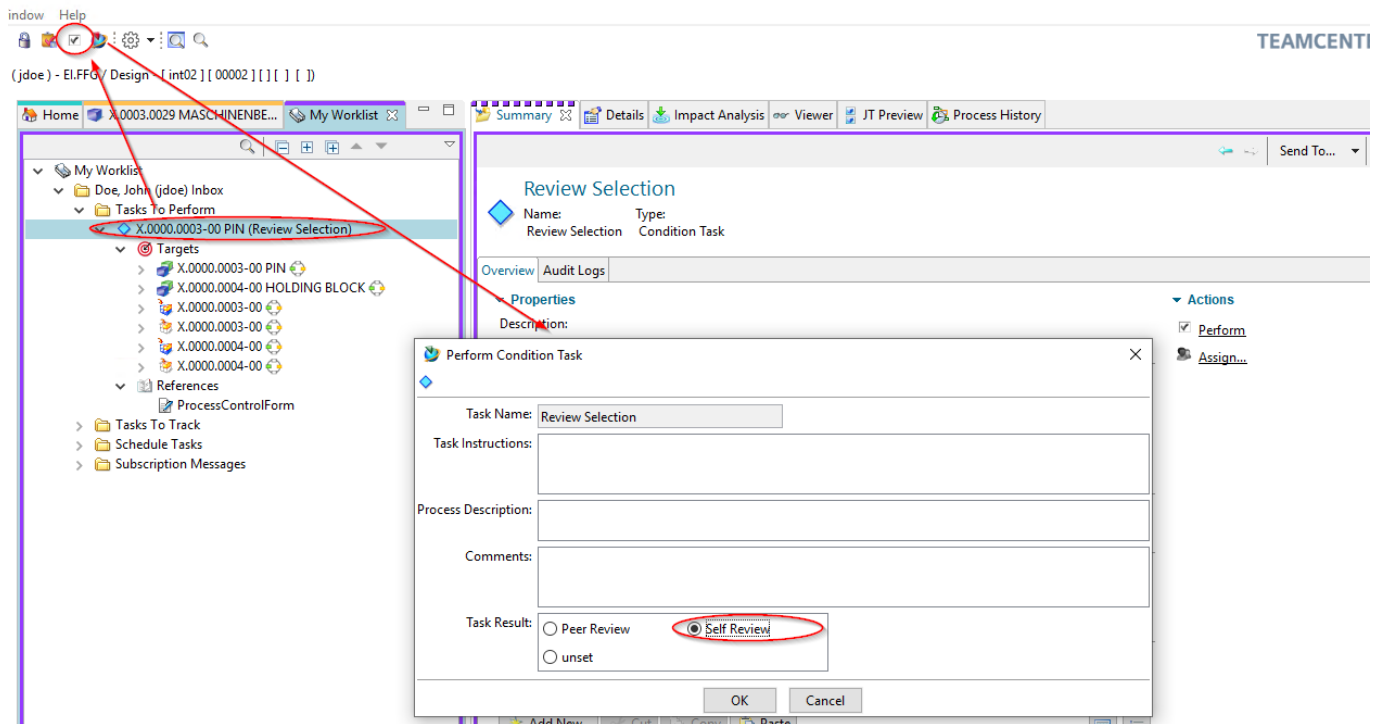 indow Help
TEAMCENT
( jdoe ) - EI.FFG / Design - [ int02 ] [ 00002 ] [ ] [ ] [ ])
Home X.0003.0029 MASCHINENBE... My Worklist
Summary Details Impact Analysis Viewer JT Preview Process History
Send To...
My Worklist
Doe, John (jdoe) Inbox
Tasks To Perform
X.0000.0003-00 PIN (Review Selection)
Targets
X.0000.0003-00 PIN
X.0000.0004-00 HOLDING BLOCK
X.0000.0003-00
X.0000.0003-00
X.0000.0004-00
X.0000.0004-00
References
ProcessControlForm
Tasks To Track
Schedule Tasks
Subscription Messages
Review Selection
Name: Type:
Review Selection Condition Task
Overview Audit Logs
Properties
Description:
Actions
Perform
Assign...
Perform Condition Task
Task Name: Review Selection
Task Instructions:
Process Description:
Comments:
Task Result: Peer Review Self Review
unset
OK Cancel
Add New... Cut Copy Paste